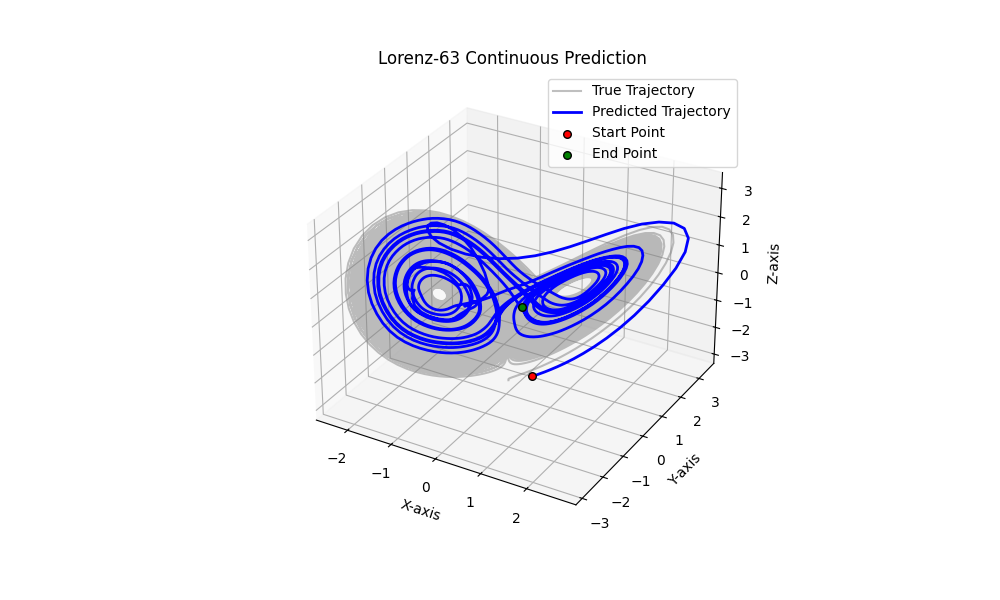 Lorenz-63 Continuous Prediction
True Trajectory
Predicted Trajectory
Start Point
End Point
3
2
1
0
−1
−2
−3
Z-axis
3
2
1
0
−1
−2
−3
Y-axis
−2
−1
0
1
2
X-axis